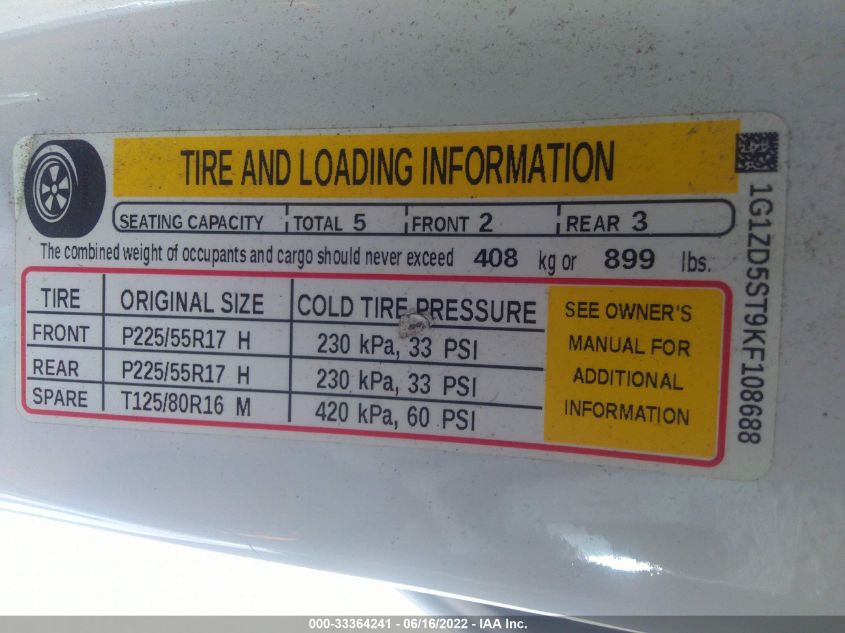 TIRE AND LOADING INFORMATION
SEATING CAPACITY TOTAL 5 FRONT 2 REAR 3
The combined weight of occupants and cargo should never exceed 408 kg or 899 lbs.
TIRE ORIGINAL SIZE COLD TIRE PRESSURE
FRONT P225/55R17 H 230 kPa, 33 PSI
REAR P225/55R17 H 230 kPa, 33 PSI
SPARE T125/80R16 M 420 kPa, 60 PSI
SEE OWNER'S
MANUAL FOR
ADDITIONAL
INFORMATION
1G1ZD5ST9KF108688
000-33364241 - 06/16/2022 - IAA Inc.